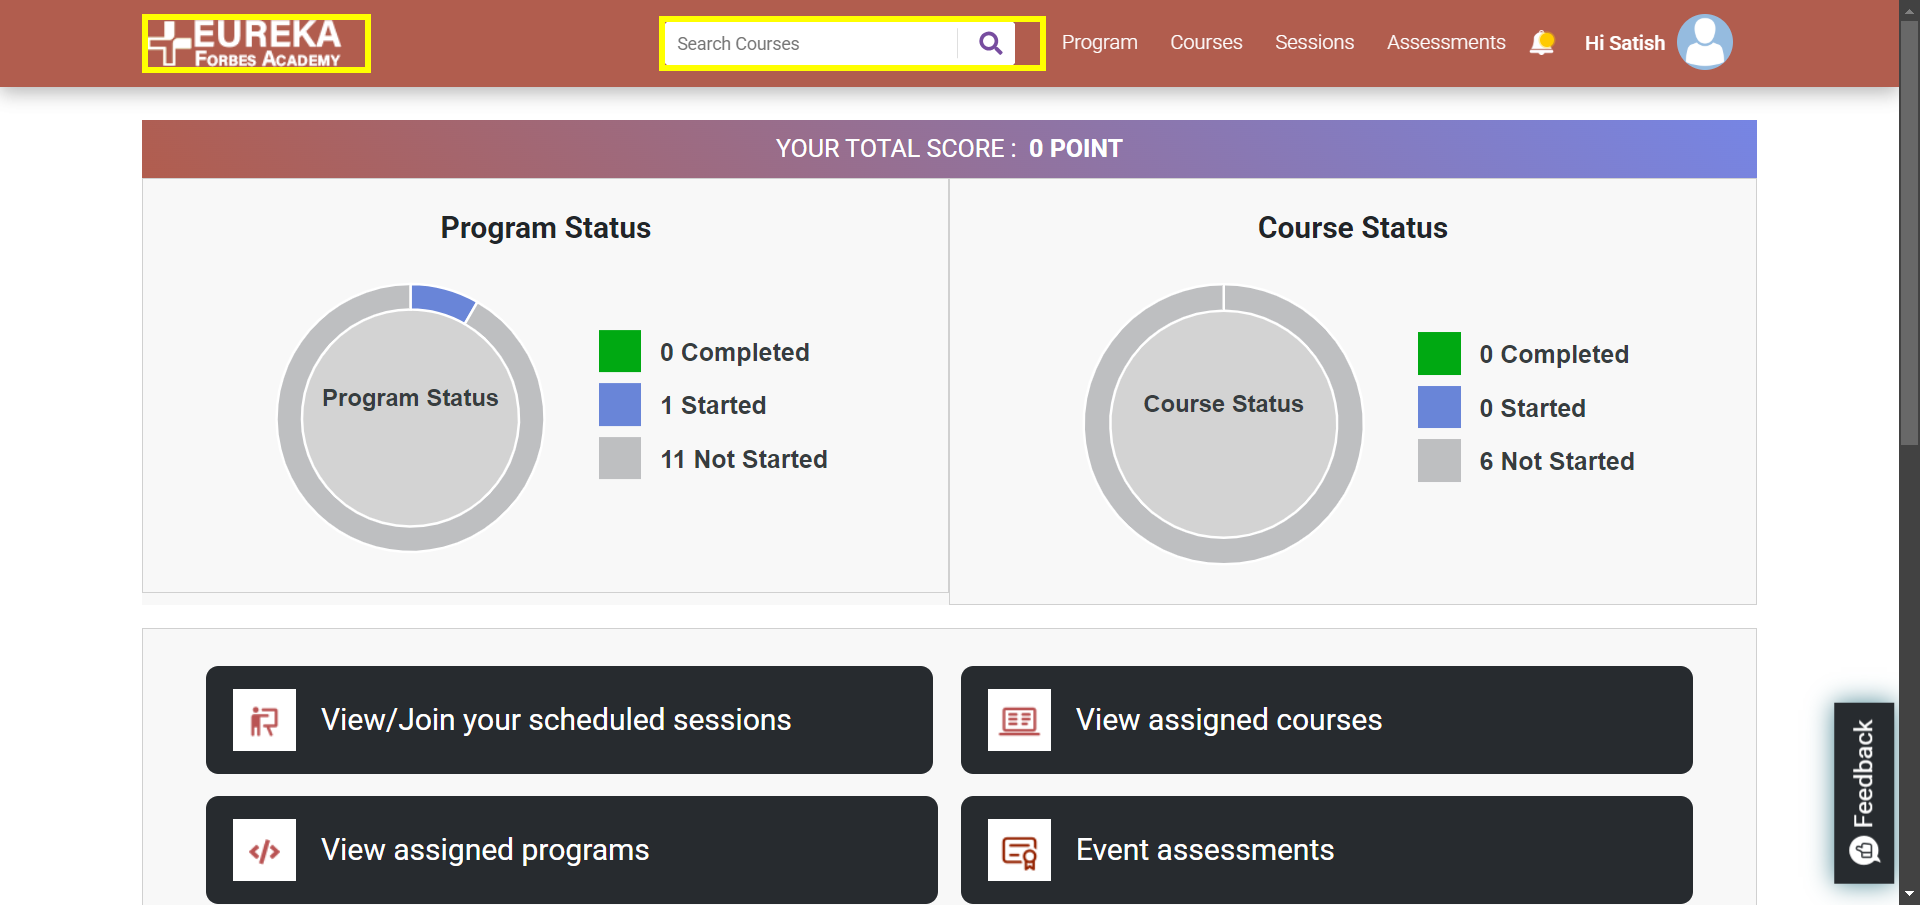 EUREKA
FORBES ACADEMY
Search Courses
Program
Courses
Sessions
Assessments
Hi Satish
YOUR TOTAL SCORE : 0 POINT
Program Status
Program Status
0 Completed
1 Started
11 Not Started
Course Status
Course Status
0 Completed
0 Started
6 Not Started
View/Join your scheduled sessions
View assigned courses
View assigned programs
Event assessments
Feedback